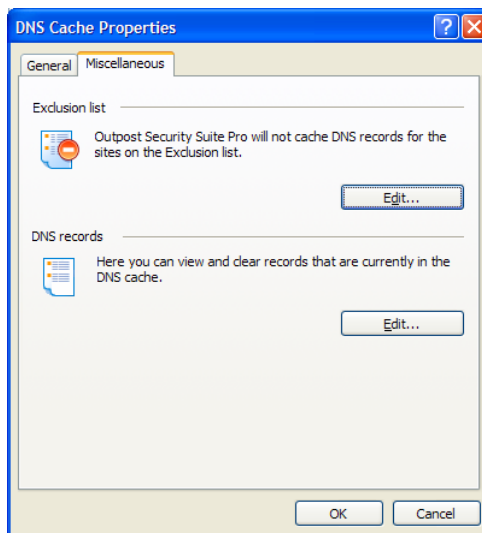 DNS Cache Properties
General Miscellaneous
Exclusion list
Outpost Security Suite Pro will not cache DNS records for the
sites on the Exclusion list.
Edit...
DNS records
Here you can view and clear records that are currently in the
DNS cache.
Edit...
OK Cancel